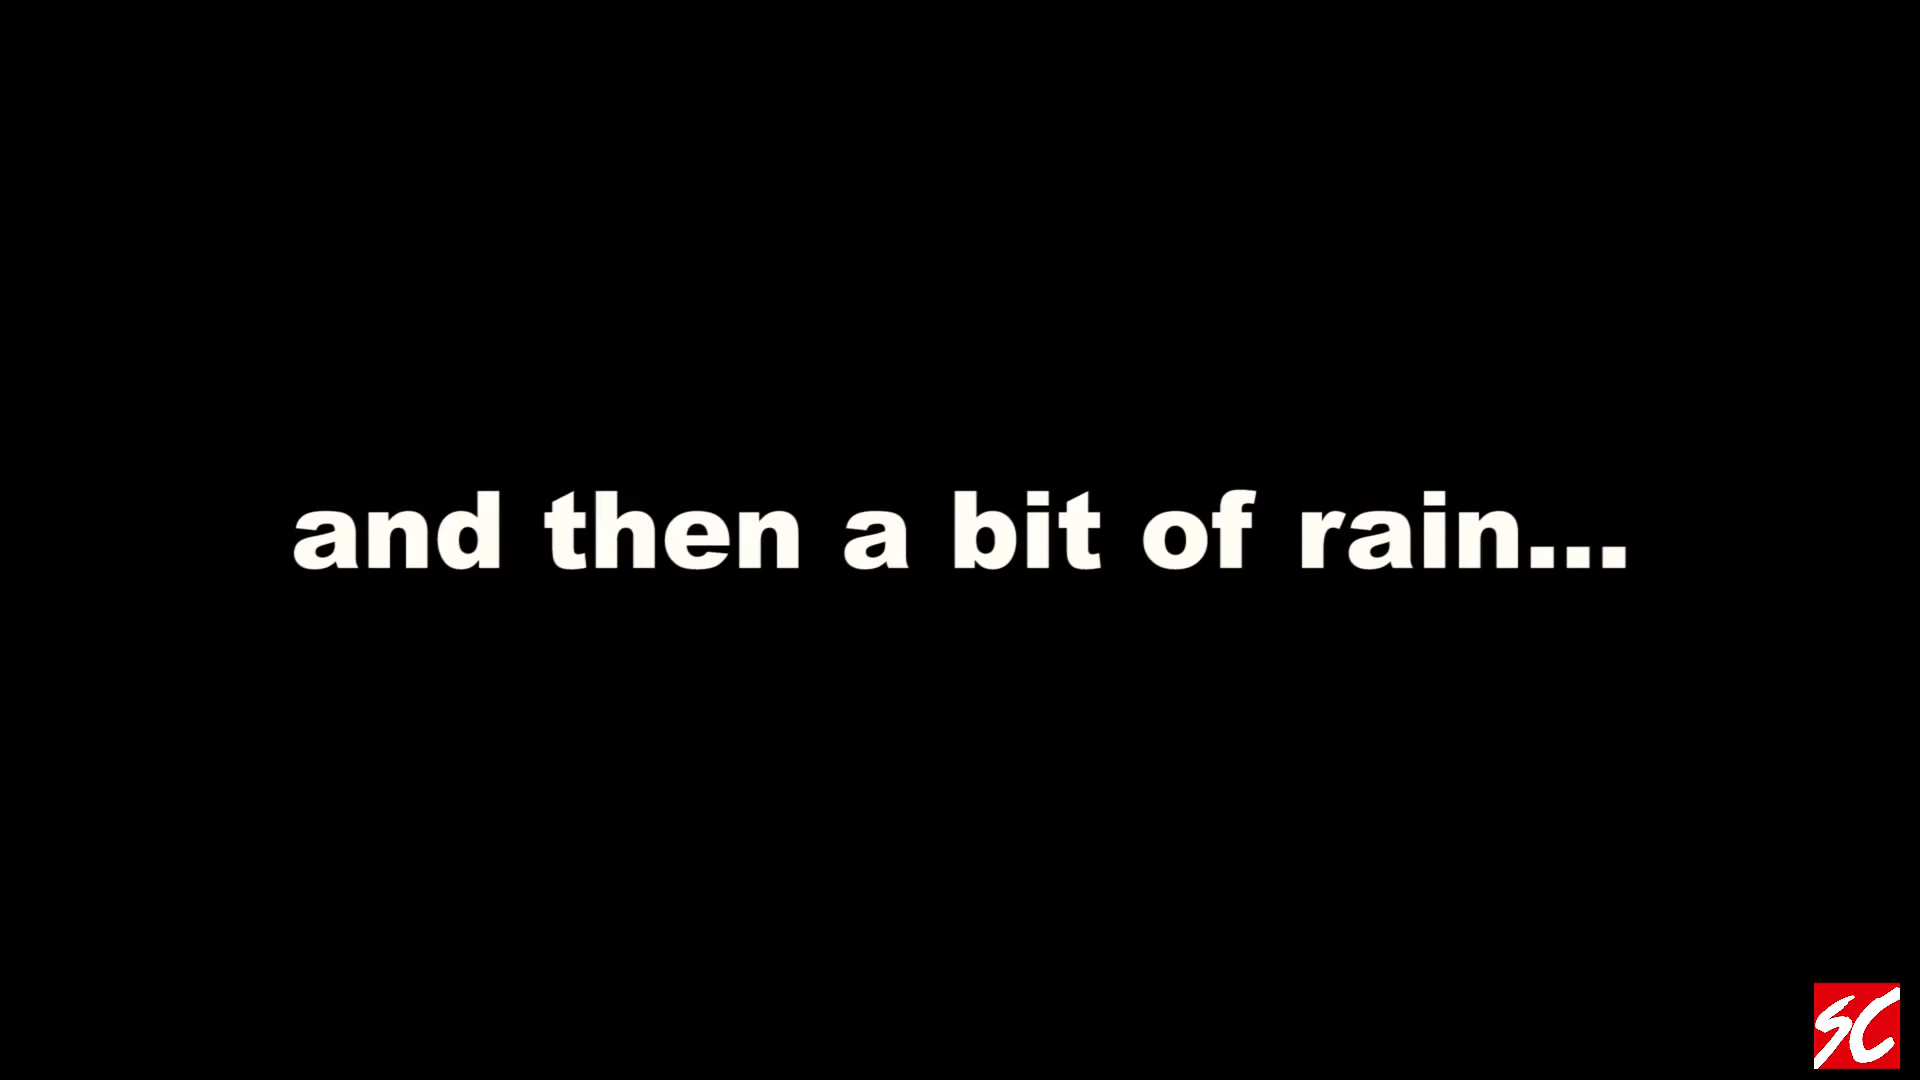 and then a bit of rain...
SC